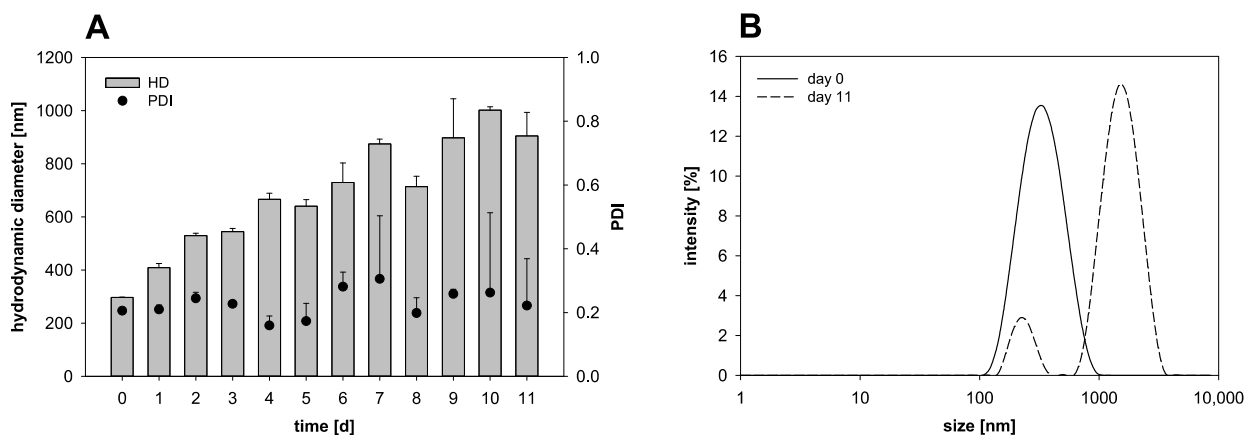 A
hydrodynamic diameter [nm]
1200
1000
800
600
400
200
0
HD
PDI
1.0
0.8
0.6
0.4
0.2
0.0
PDI
0 1 2 3 4 5 6 7 8 9 10 11
time [d]
B
intensity [%]
16
14
12
10
8
6
4
2
0
day 0
day 11
1 10 100 1000 10,000
size [nm]